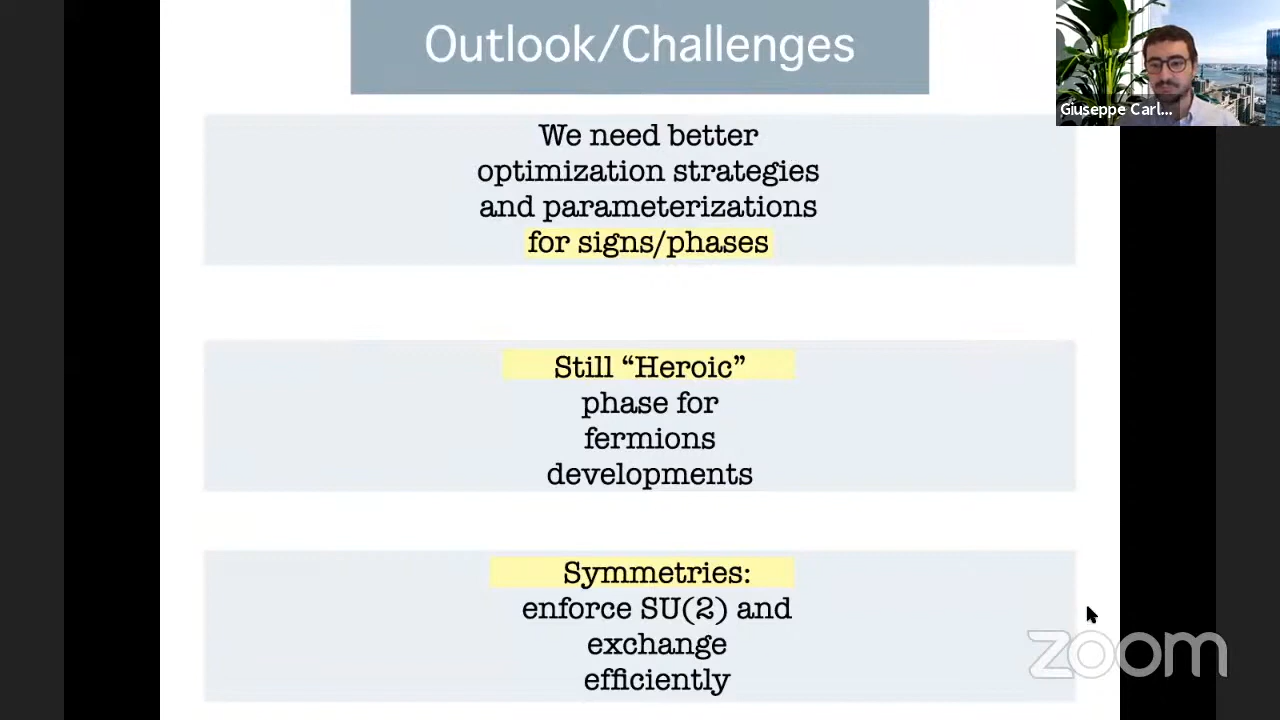 Outlook/Challenges
Giuseppe Carl...
We need better
optimization strategies
and parameterizations
for signs/phases
Still “Heroic”
phase for
fermions
developments
Symmetries:
enforce SU(2) and
exchange
efficiently
zoom